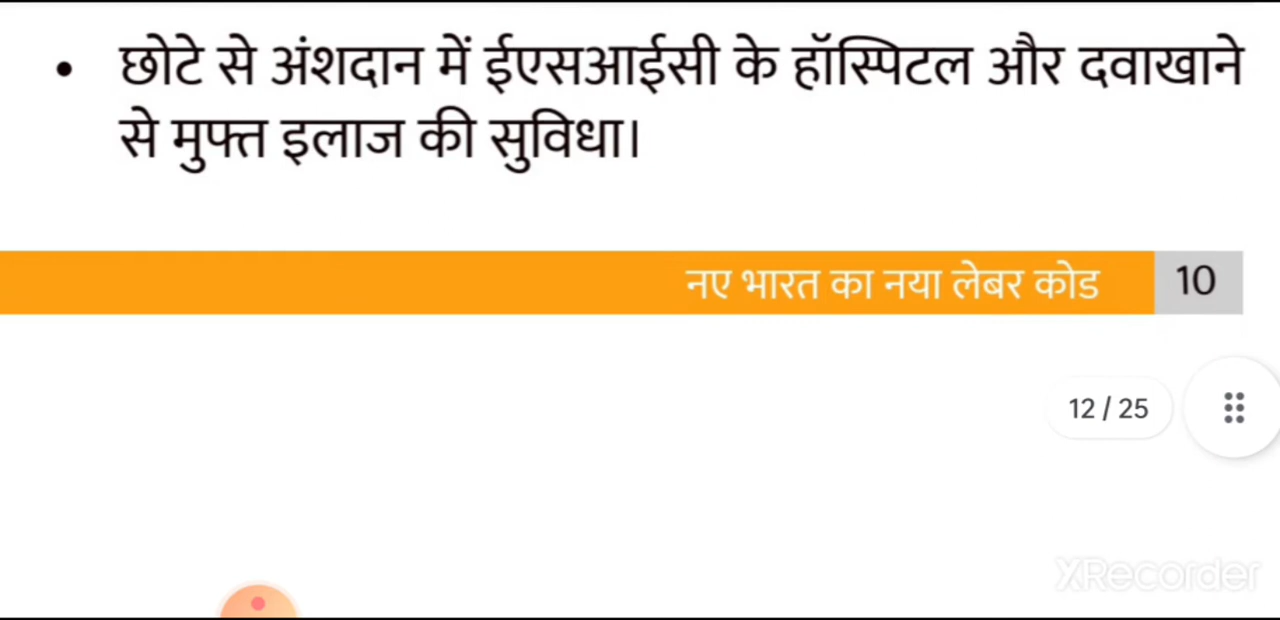 • छोटे से अंशदान में ईएसआईसी के हॉस्पिटल और दवाखाने
से मुफ्त इलाज की सुविधा।
नए भारत का नया लेबर कोड 10
12 / 25
XRecorder